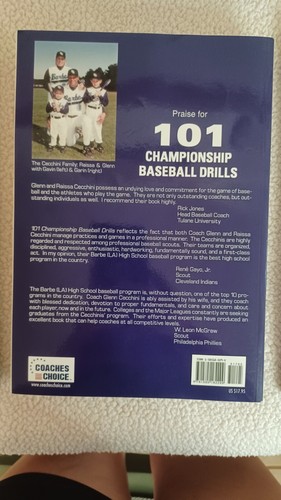 Praise for
101
CHAMPIONSHIP
BASEBALL DRILLS
The Cecchini Family: Raissa & Glenn
with Gavin (left) & Garin (right)
Glenn and Raissa Cecchini possess an undying love and commitment for the game of base-
ball and the athletes who play the game. They are not only outstanding coaches, but out-
standing individuals as well. I recommend their book highly.
Rick Jones
Head Baseball Coach
Tulane University
101 Championship Baseball Drills reflects the fact that both Coach Glenn and Raissa
Cecchini manage practices and games in a professional manner. The Cecchinis are highly
regarded and respected among professional baseball scouts. Their teams are organized,
disciplined, aggressive, enthusiastic, hardworking, fundamentally sound, and a first-class
act. In my opinion, their Barbe (LA) High School baseball program is the best high school
program in the country.
René Gayo, Jr.
Scout
Cleveland Indians
The Barbe (LA) High School baseball program is, without question, one of the top 10 pro-
grams in the country. Coach Glenn Cecchini is ably assisted by his wife, and they coach
with blessed dedication, devotion to proper fundamentals, and care and concern about
each player, now and in the future. Colleges and the Major Leagues constantly are seeking
graduates from the Cecchinis' program. Their efforts and expertise have produced an
excellent book that can help coaches at all competitive levels.
W. Leon McGraw
Scout
Philadelphia Phillies
COACHES
CHOICE
www.coacheschoice.com
US $17.95